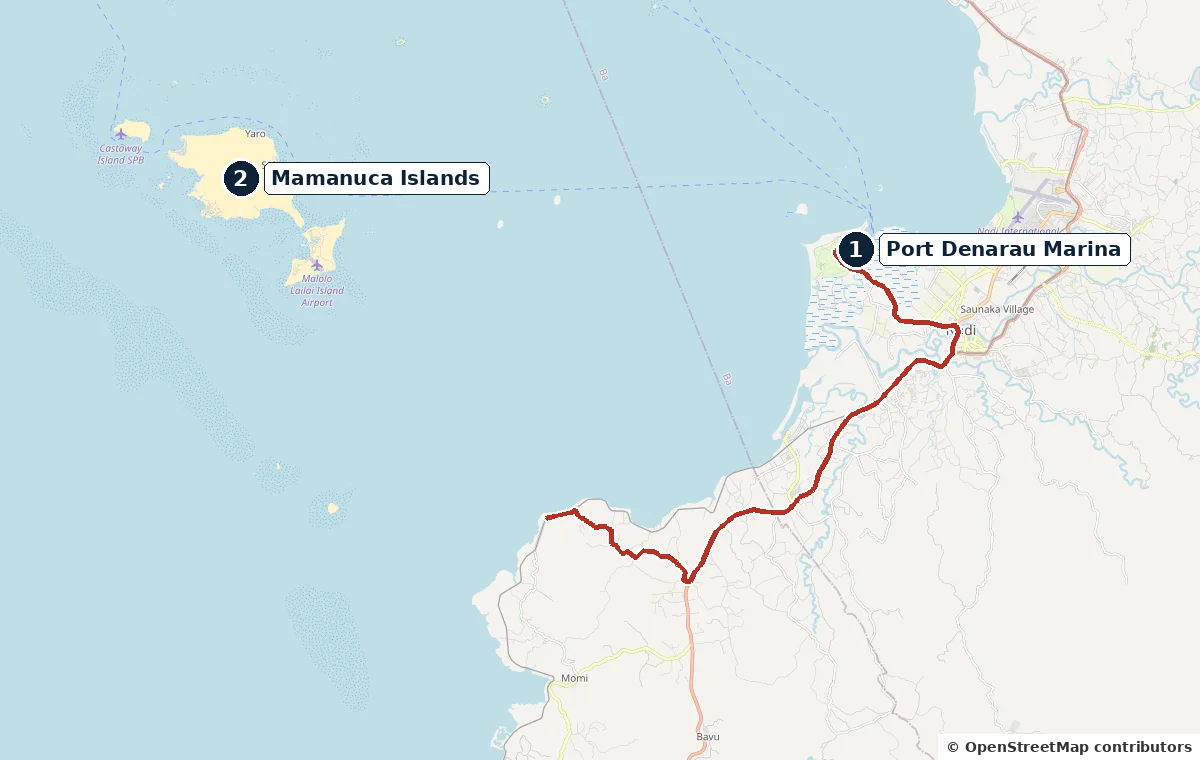 Ba
Yaro
Castaway
Island SPB
2 Mamanuca Islands
Nadi International
1 Port Denarau Marina
Malolo
Lailai Island
Airport
Saunaka Village
Ba
Momi
Bavu
© OpenStreetMap contributors